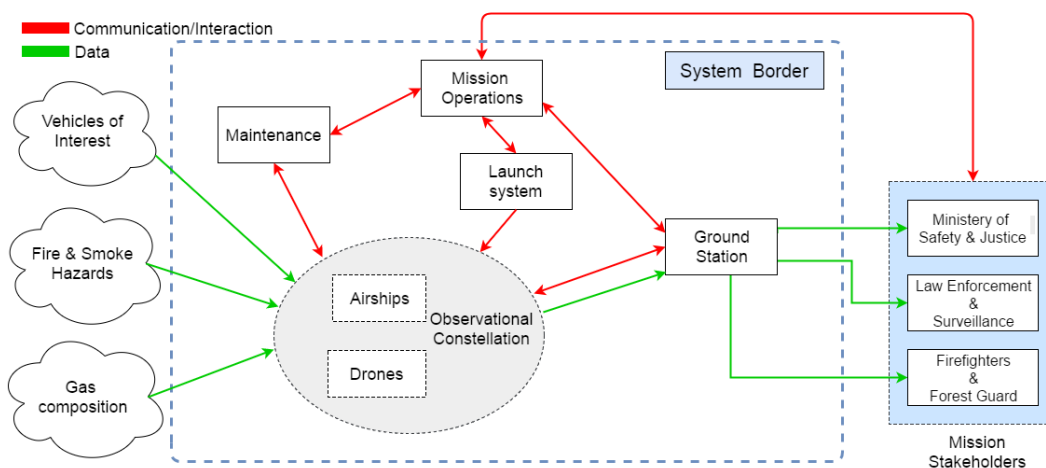 Communication/Interaction
Data
System Border
Vehicles of
Interest
Fire & Smoke
Hazards
Gas
composition
Maintenance
Mission
Operations
Launch
system
Airships
Observational
Constellation
Drones
Ground
Station
Ministery of
Safety & Justice
Law Enforcement
&
Surveillance
Firefighters
&
Forest Guard
Mission
Stakeholders